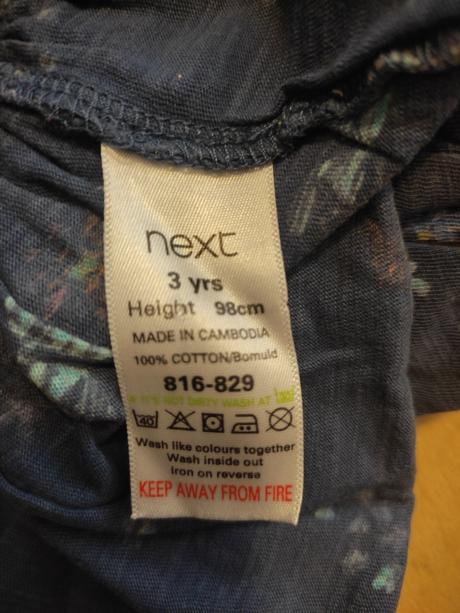 next
3 yrs
Height 98cm
MADE IN CAMBODIA
100% COTTON/Bomuld
816-829
IT'S NOT DIRTY WASH AT
40
Wash like colours together
Wash inside out
Iron on reverse
KEEP AWAY FROM FIRE